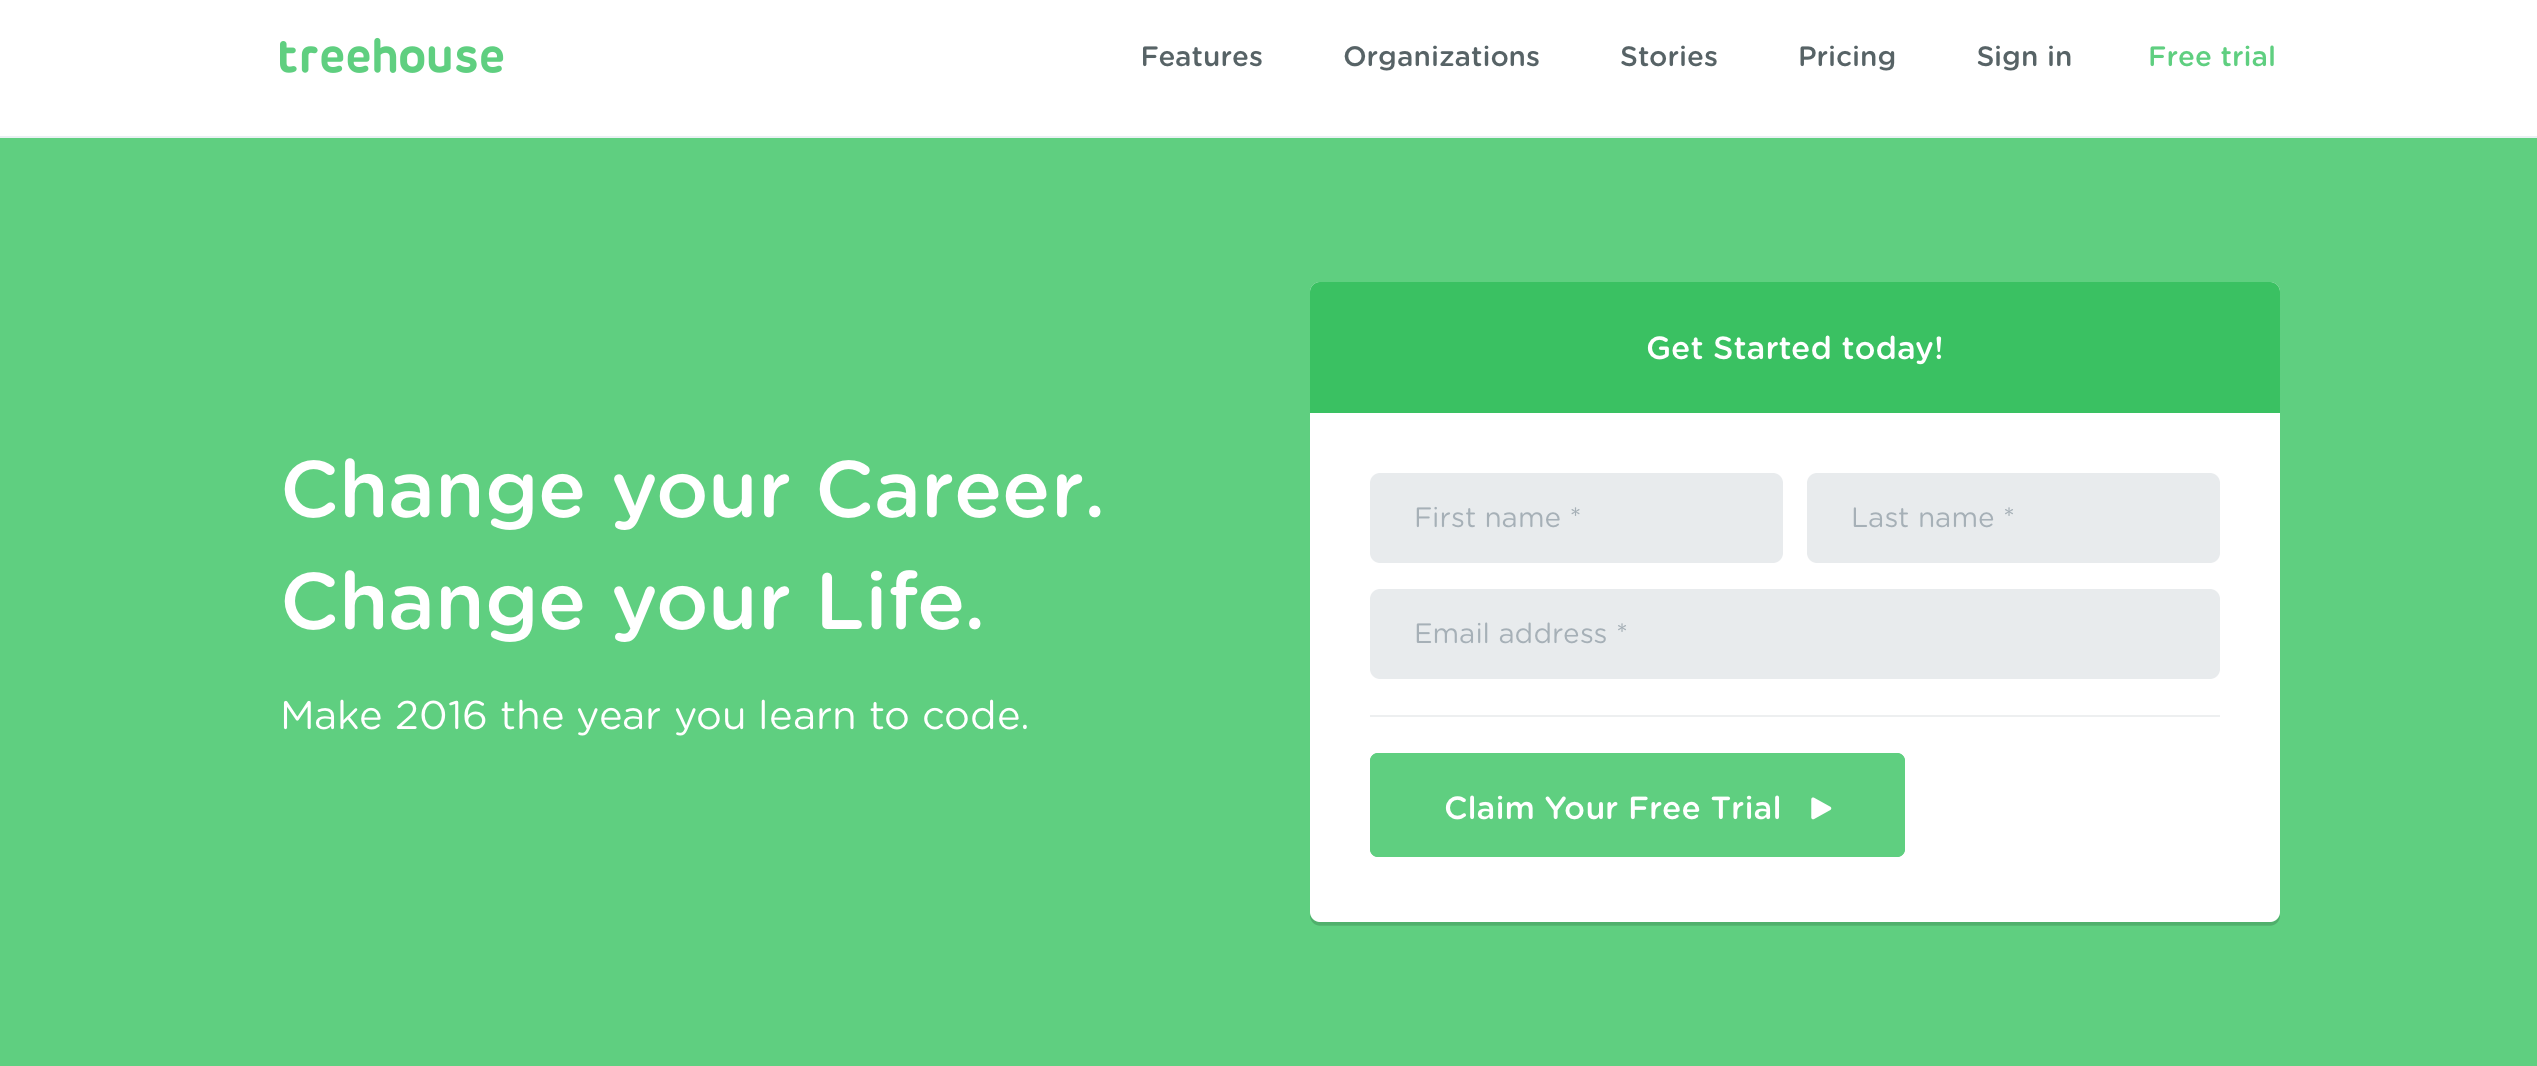 treehouse
Features Organizations Stories Pricing Sign in Free trial
Change your Career.
Change your Life.
Make 2016 the year you learn to code.
Get Started today!
First name * Last name *
Email address *
Claim Your Free Trial